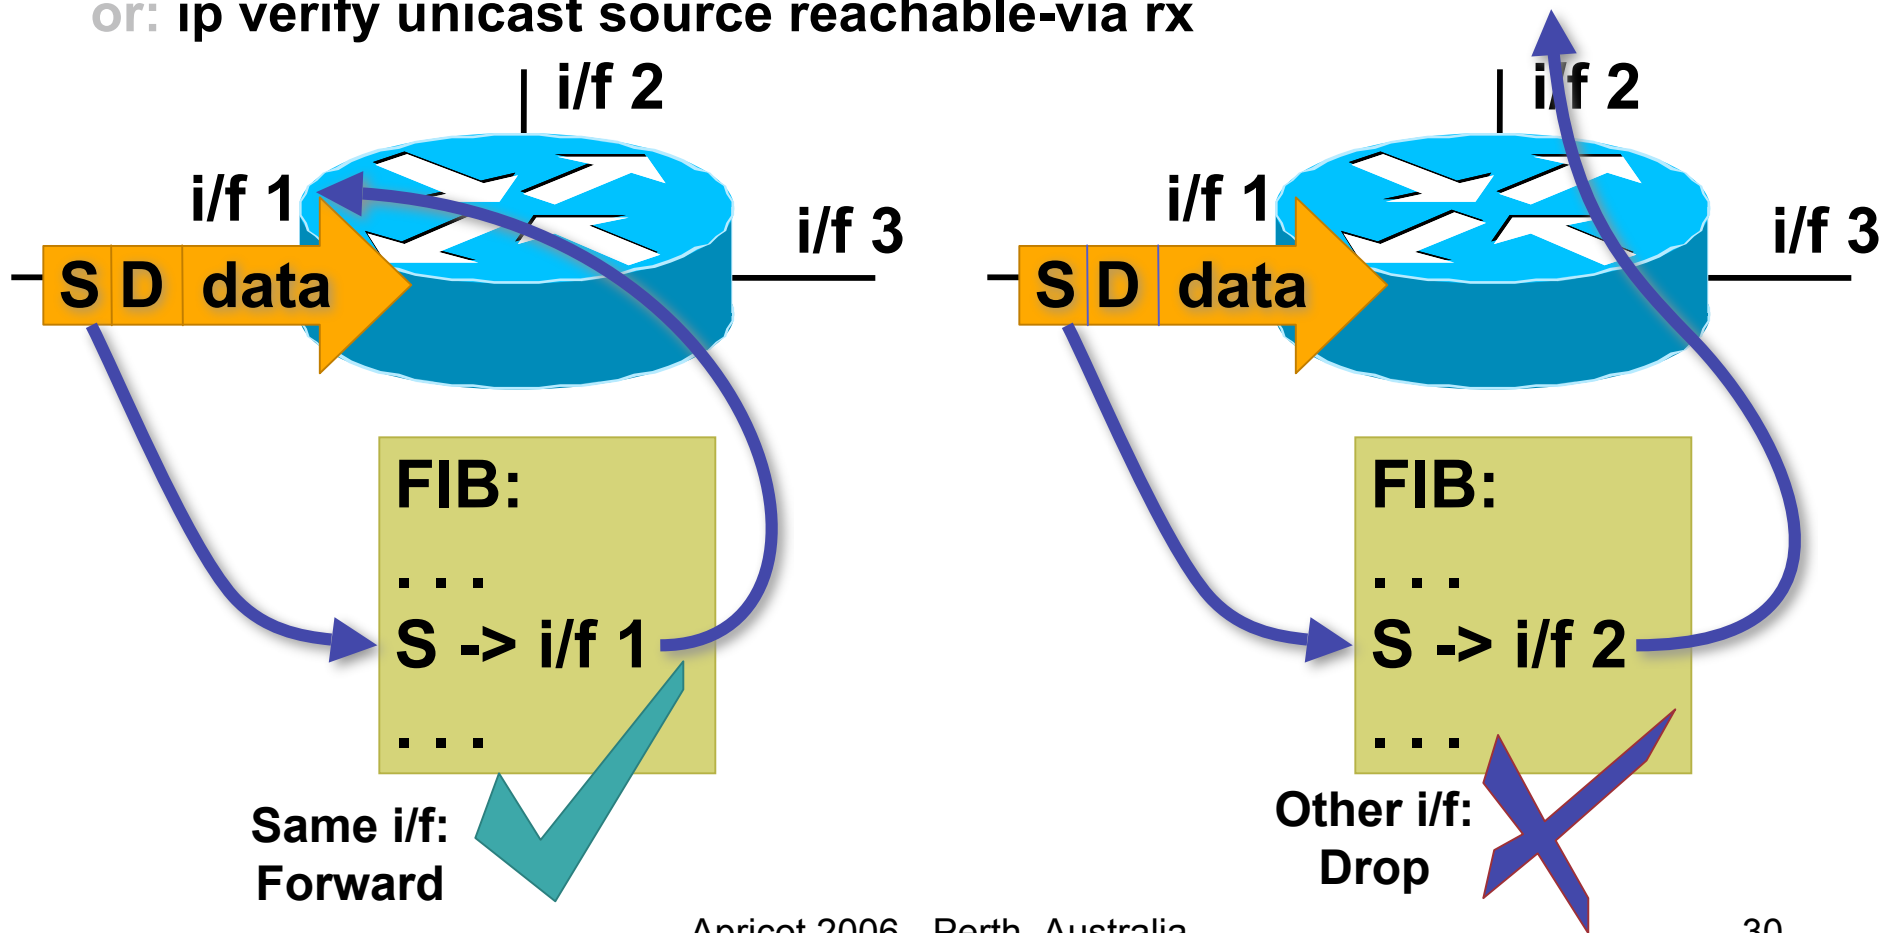 or: ip verify unicast source reachable-via rx
i/f 2
i/f 1
i/f 3
S D data
FIB:
. . .
S -> i/f 1
. . .
Same i/f:
Forward
i/f 2
i/f 1
i/f 3
S D data
FIB:
. . .
S -> i/f 2
. . .
Other i/f:
Drop
Apricot 2006 Perth, Australia
30